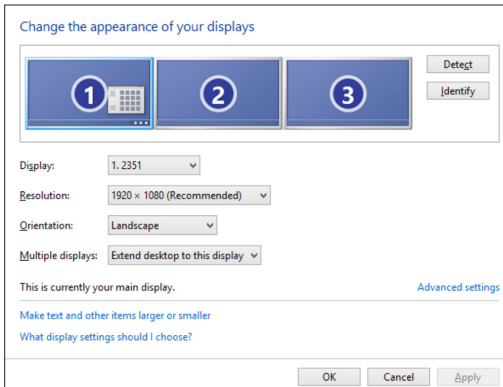 Change the appearance of your displays
1 2 3
Detect
Identify
Display: 1. 2351
Resolution: 1920 × 1080 (Recommended)
Orientation: Landscape
Multiple displays: Extend desktop to this display
This is currently your main display. Advanced settings
Make text and other items larger or smaller
What display settings should I choose?
OK Cancel Apply